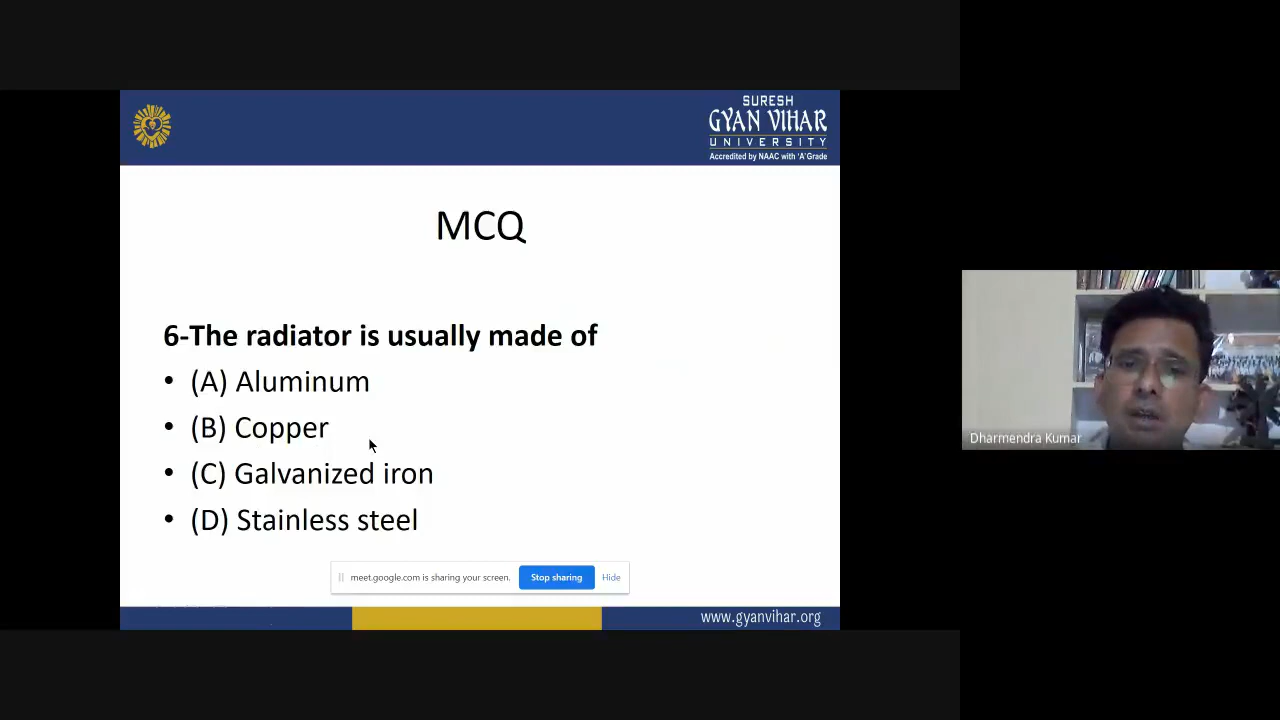 SURESH
GYAN VIHAR
UNIVERSITY
Accredited by NAAC with 'A' Grade
MCQ
6-The radiator is usually made of
• (A) Aluminum
• (B) Copper
• (C) Galvanized iron
• (D) Stainless steel
meet.google.com is sharing your screen. Stop sharing Hide
www.gyanvihar.org
Dharmendra Kumar